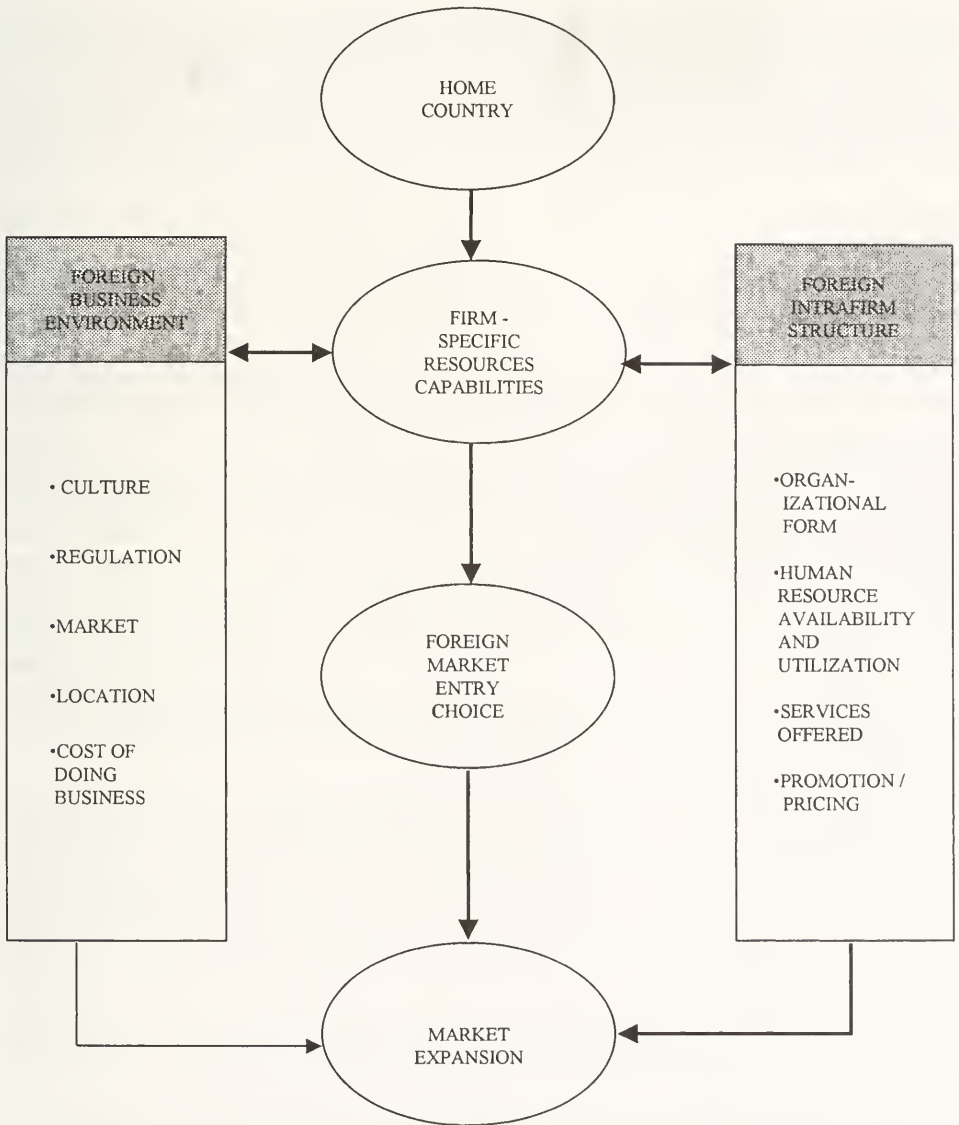 HOME
COUNTRY
FOREIGN
BUSINESS
ENVIRONMENT
FIRM -
SPECIFIC
RESOURCES
CAPABILITIES
FOREIGN
INTRAFIRM
STRUCTURE
• CULTURE
•REGULATION
•MARKET
•LOCATION
•COST OF
DOING
BUSINESS
FOREIGN
MARKET
ENTRY
CHOICE
•ORGAN-
IZATIONAL
FORM
•HUMAN
RESOURCE
AVAILABILITY
AND
UTILIZATION
•SERVICES
OFFERED
•PROMOTION /
PRICING
MARKET
EXPANSION